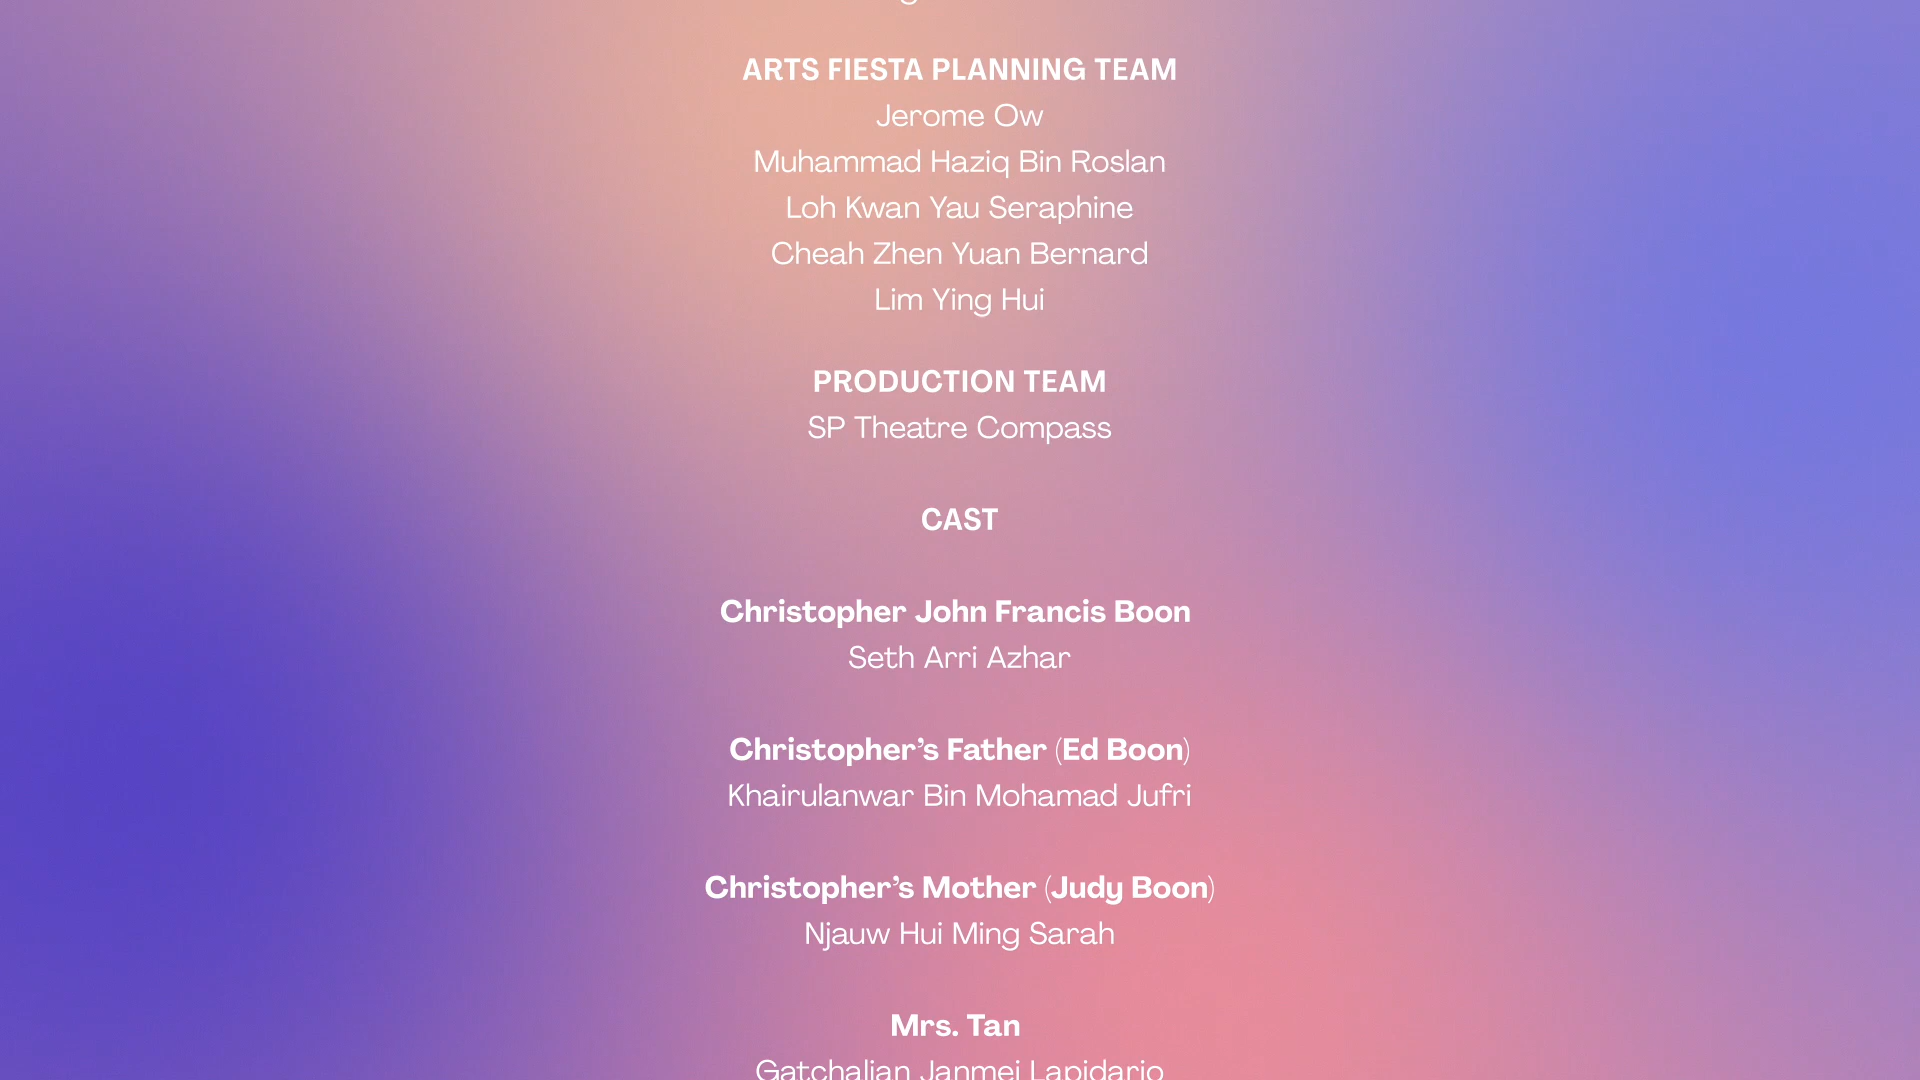 ARTS FIESTA PLANNING TEAM
Jerome Ow
Muhammad Haziq Bin Roslan
Loh Kwan Yau Seraphine
Cheah Zhen Yuan Bernard
Lim Ying Hui
PRODUCTION TEAM
SP Theatre Compass
CAST
Christopher John Francis Boon
Seth Arri Azhar
Christopher’s Father (Ed Boon)
Khairulanwar Bin Mohamad Jufri
Christopher’s Mother (Judy Boon)
Njauw Hui Ming Sarah
Mrs. Tan
Gatchalian Janmei Lapidario